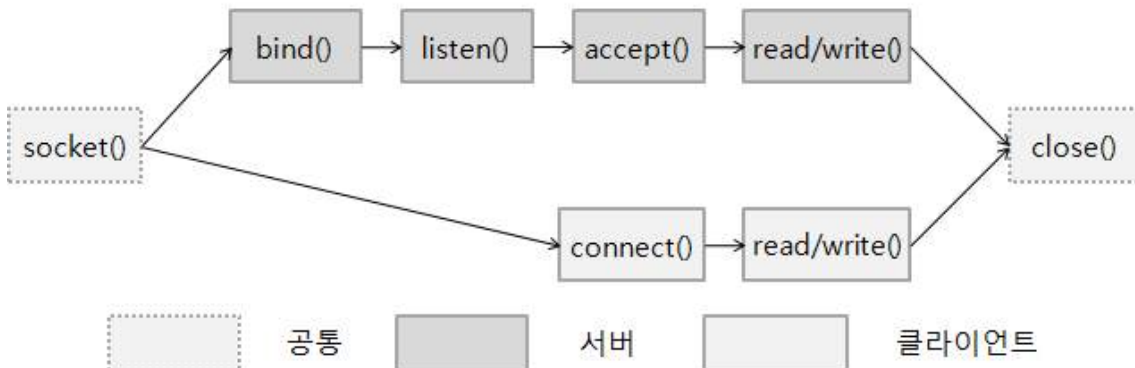 bind()
listen()
accept()
read/write()
socket()
close()
connect()
read/write()
공통
서버
클라이언트